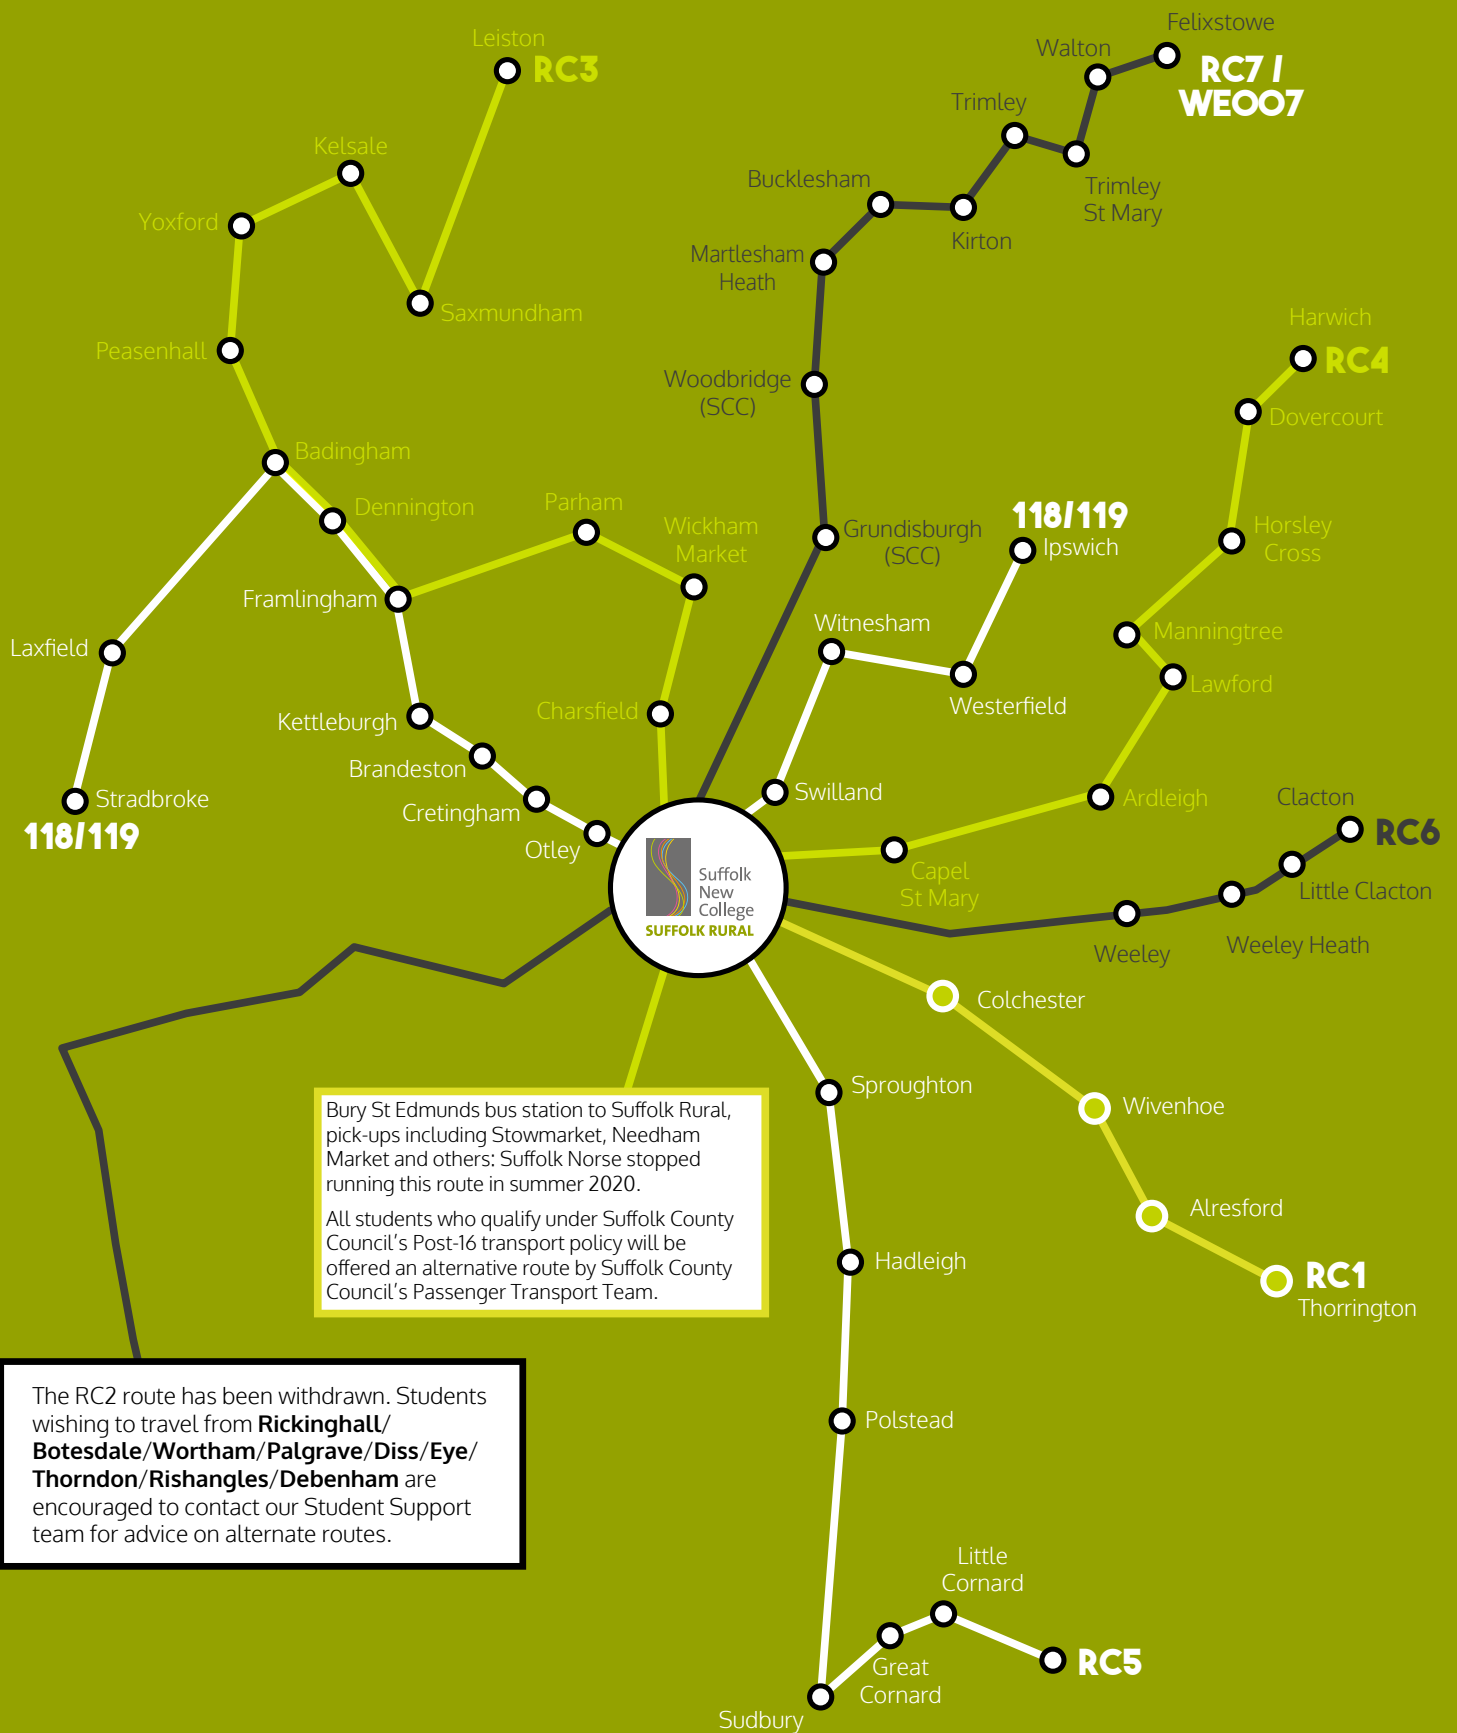 Felixstowe
RC7 /
WE007
Walton
Trimley
Trimley
St Mary
Kirton
Bucklesham
Martlesham
Heath
Woodbridge
(SCC)
Grundisburgh
(SCC)
Leiston
RC3
Kelsale
Yoxford
Saxmundham
Peasenhall
Badingham
Dennington
Parham
Wickham
Market
Framlingham
Charsfield
Laxfield
Stradbroke
118/119
Kettleburgh
Brandeston
Cretingham
Otley
118/119
Ipswich
Witnesham
Westerfield
Swilland
Harwich
RC4
Dovercourt
Horsley
Cross
Manningtree
Lawford
Ardleigh
Capel
St Mary
Clacton
RC6
Little Clacton
Weeley Heath
Weeley
Suffolk
New
College
SUFFOLK RURAL
Colchester
Wivenhoe
Alresford
RC1
Thorrington
Sproughton
Hadleigh
Polstead
Sudbury
Great
Cornard
Little
Cornard
RC5
Bury St Edmunds bus station to Suffolk Rural,
pick-ups including Stowmarket, Needham
Market and others: Suffolk Norse stopped
running this route in summer 2020.
All students who qualify under Suffolk County
Council's Post-16 transport policy will be
offered an alternative route by Suffolk County
Council's Passenger Transport Team.
The RC2 route has been withdrawn. Students
wishing to travel from Rickinghall/
Botesdale/Wortham/Palgrave/Diss/Eye/
Thorndon/Rishangles/Debenham are
encouraged to contact our Student Support
team for advice on alternate routes.